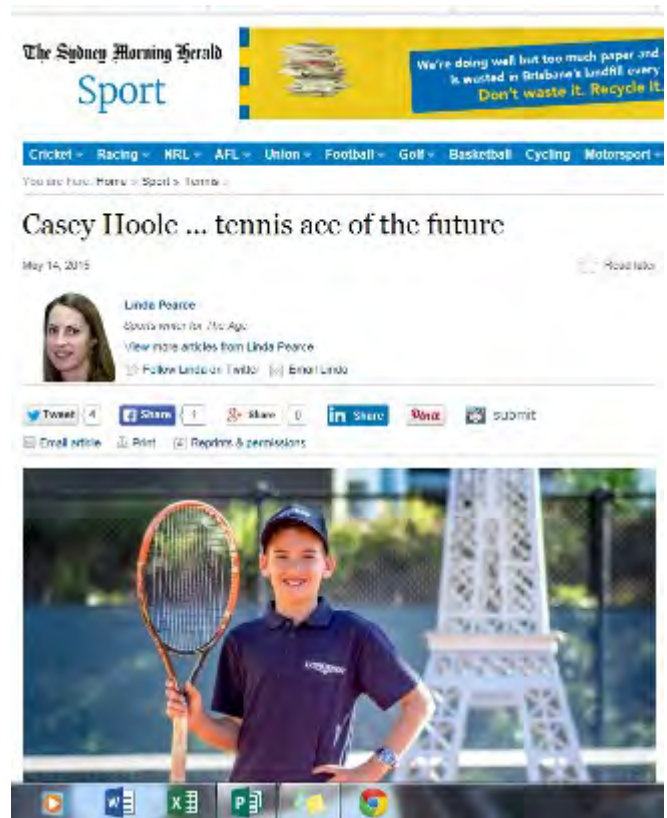 The Sydney Morning Herald
Sport
We're doing well but too much paper and
is wasted in Brisbane's landfill every
Don't waste it. Recycle it.
Cricket Racing NRL AFL Union Football Golf Basketball Cycling Motorsport
You are here: Home > Sport > Tennis
Casey Hoole ... tennis ace of the future
May 14, 2015
Read later
Linda Pearce
Sports writer for The Age
View more articles from Linda Pearce
Follow Linda on Twitter Email Linda
Tweet 4 Share 1 Share 0 in Share Pinit submit
Email article Print Reprints & permissions